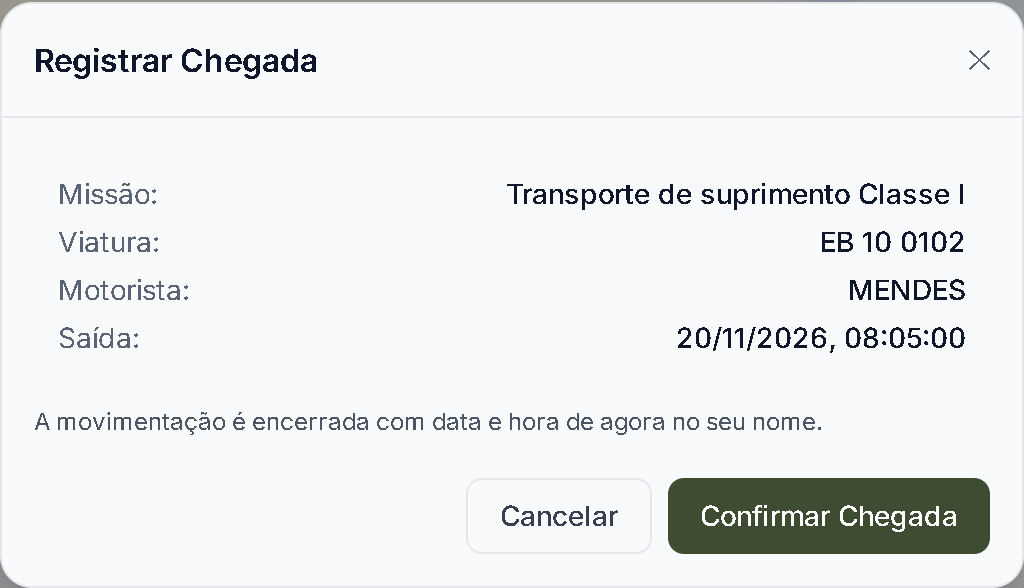 Registrar Chegada
Missão: Transporte de suprimento Classe I
Viatura: EB 10 0102
Motorista: MENDES
Saída: 20/11/2026, 08:05:00
A movimentação é encerrada com data e hora de agora no seu nome.
Cancelar Confirmar Chegada